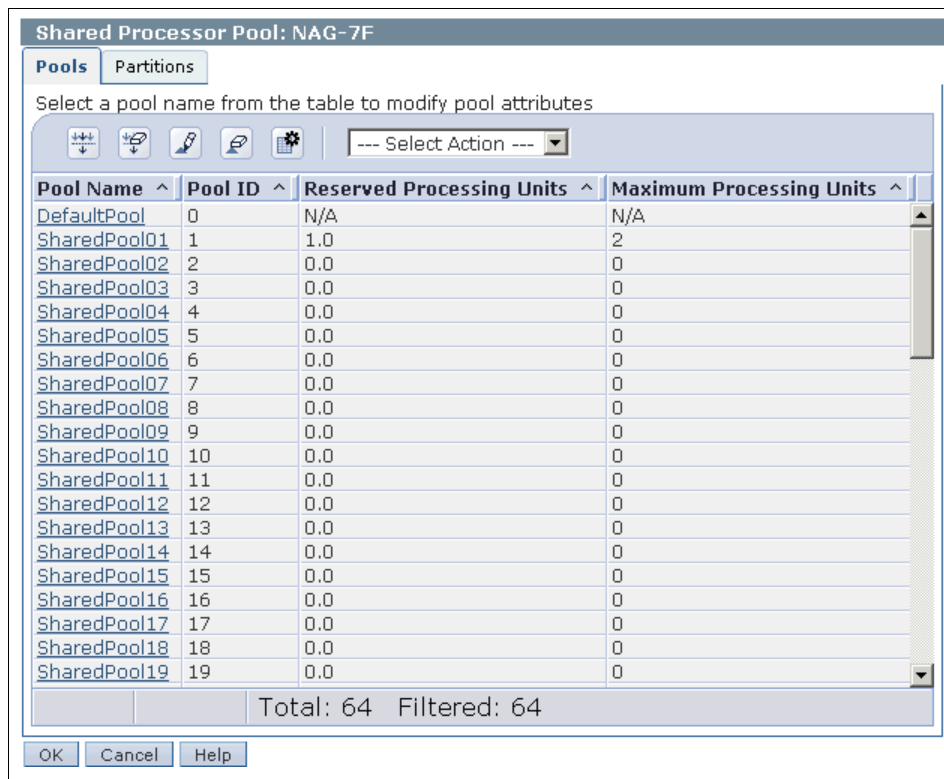 Shared Processor Pool: NAG-7F
Pools Partitions
Select a pool name from the table to modify pool attributes
--- Select Action ---
Pool Name ^ Pool ID ^ Reserved Processing Units ^ Maximum Processing Units ^
DefaultPool 0 N/A N/A
SharedPool01 1 1.0 2
SharedPool02 2 0.0 0
SharedPool03 3 0.0 0
SharedPool04 4 0.0 0
SharedPool05 5 0.0 0
SharedPool06 6 0.0 0
SharedPool07 7 0.0 0
SharedPool08 8 0.0 0
SharedPool09 9 0.0 0
SharedPool10 10 0.0 0
SharedPool11 11 0.0 0
SharedPool12 12 0.0 0
SharedPool13 13 0.0 0
SharedPool14 14 0.0 0
SharedPool15 15 0.0 0
SharedPool16 16 0.0 0
SharedPool17 17 0.0 0
SharedPool18 18 0.0 0
SharedPool19 19 0.0 0
Total: 64 Filtered: 64
OK Cancel Help